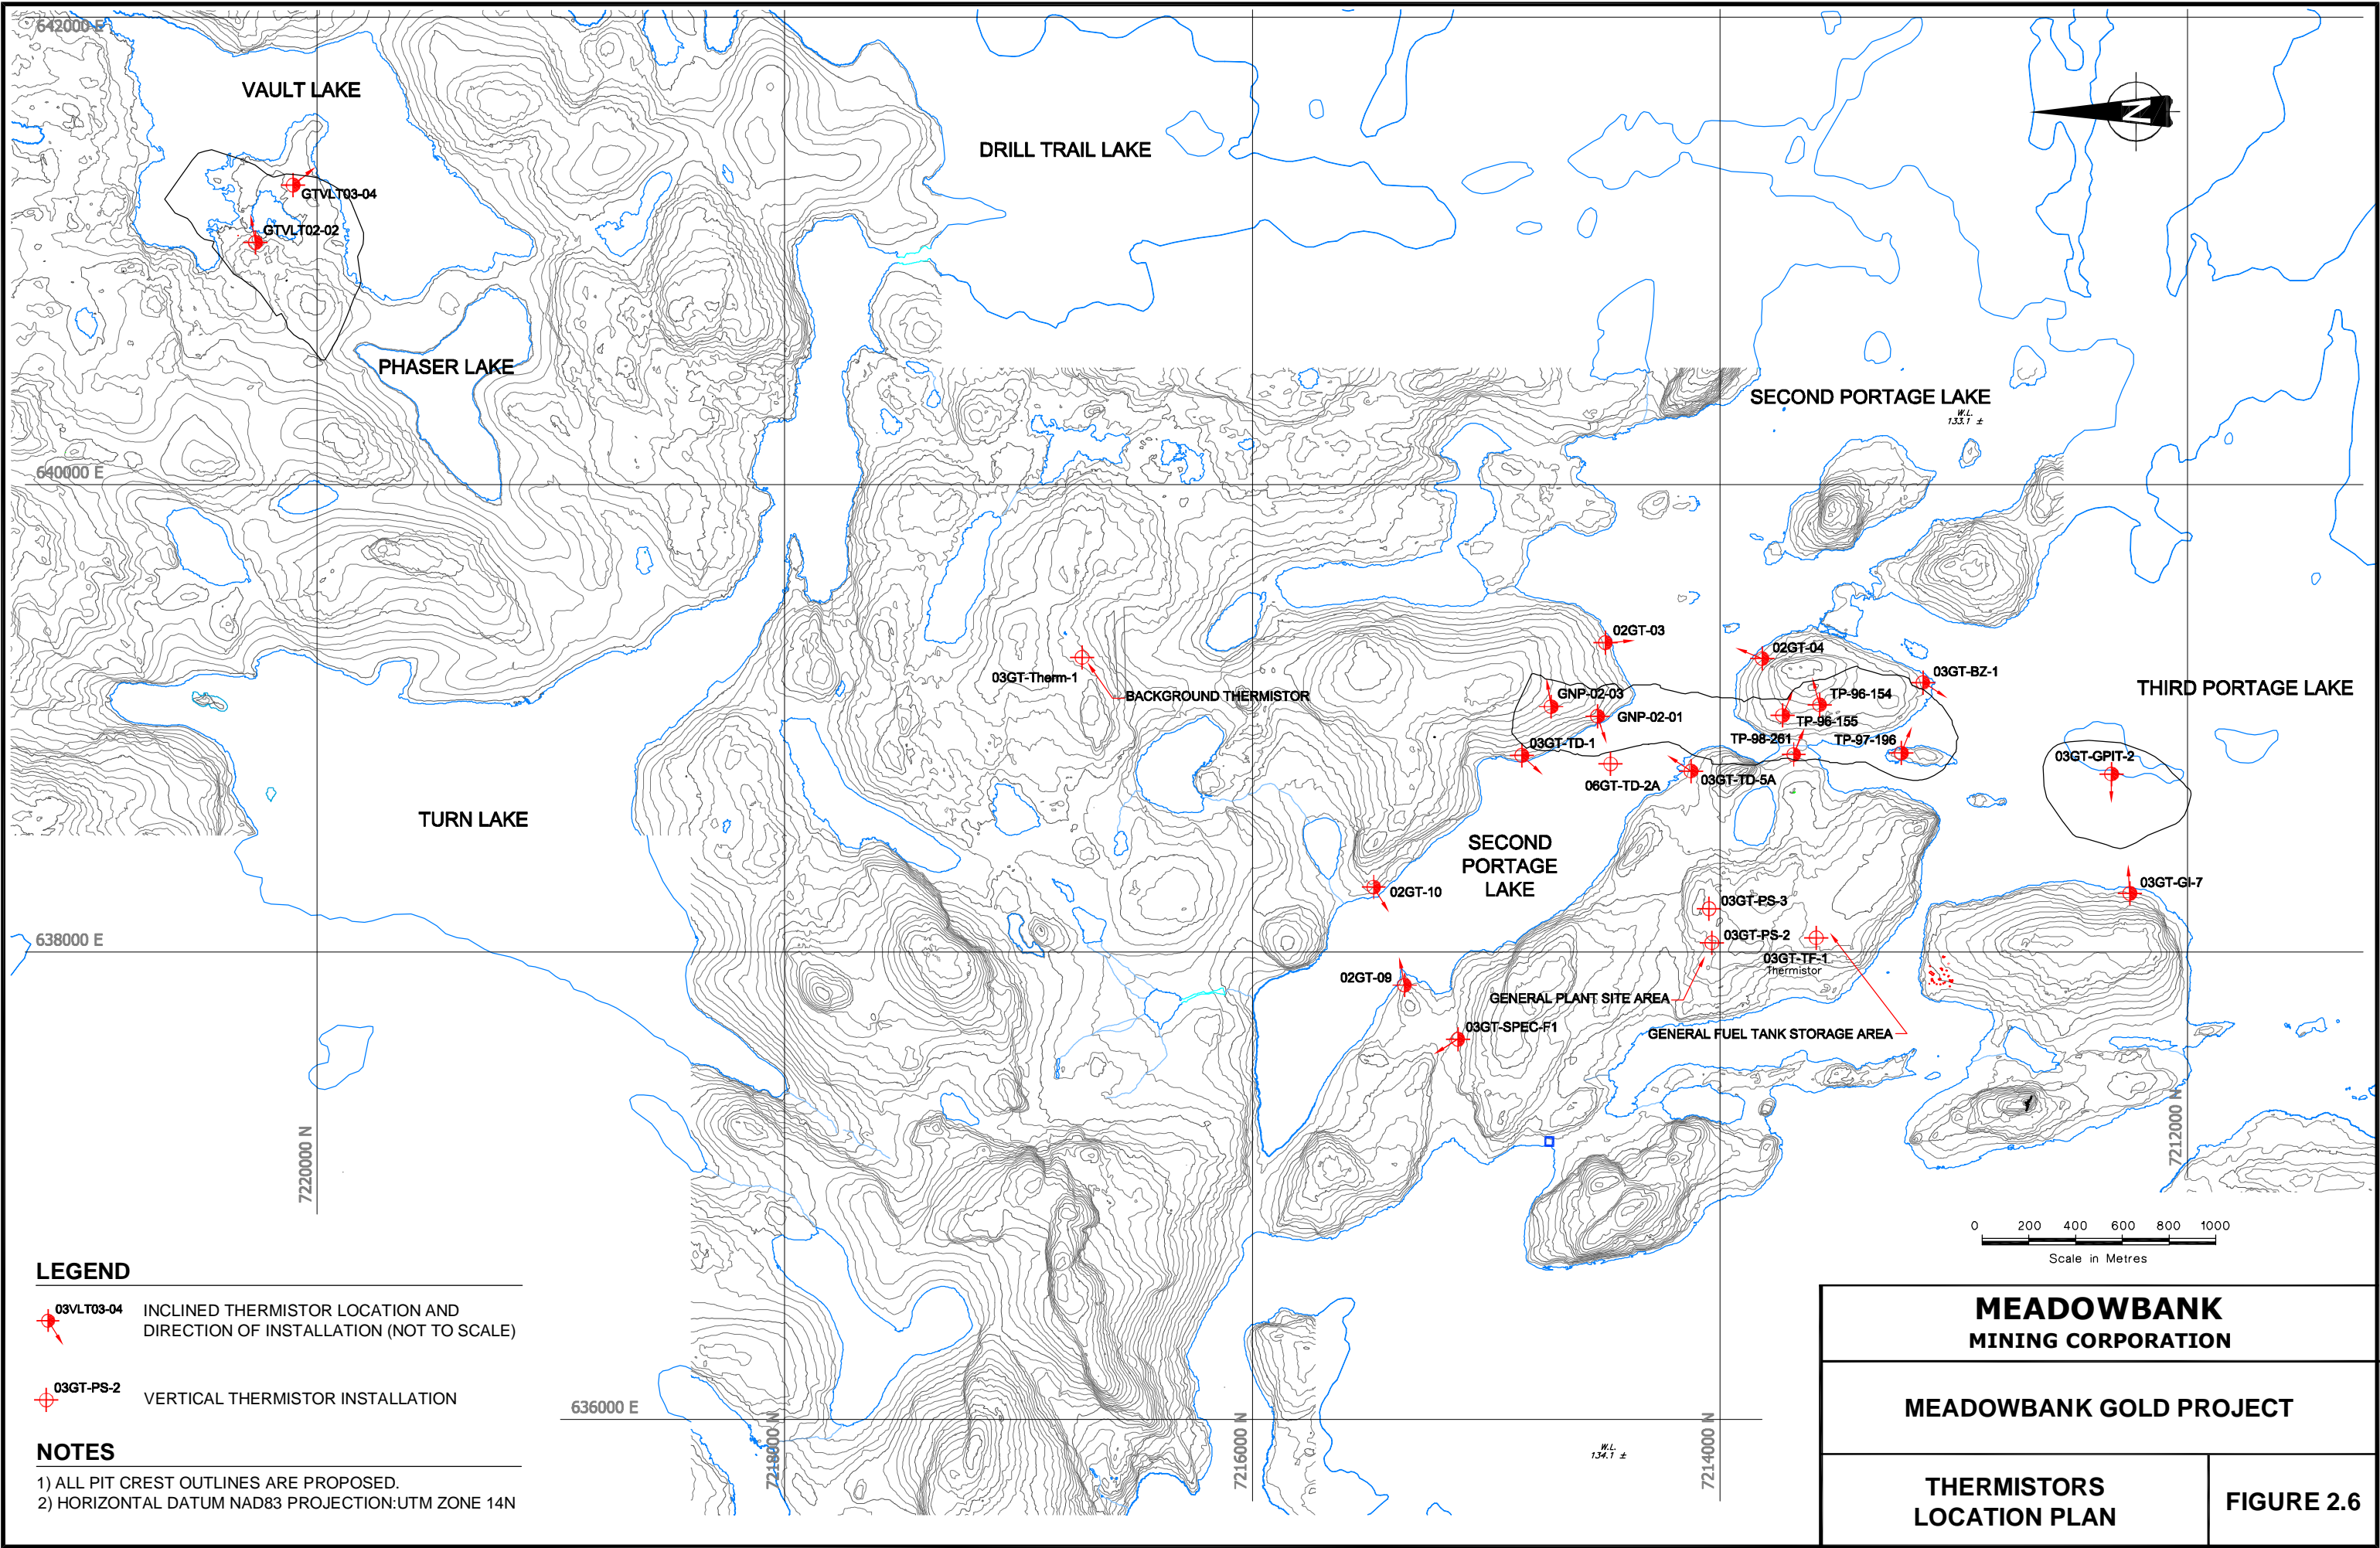 642000 E
VAULT LAKE
DRILL TRAIL LAKE
N
GTVLT03-04
GTVLT02-02
PHASER LAKE
SECOND PORTAGE LAKE
W.L.
133.1 ±
640000 E
02GT-03
02GT-04
03GT-Therm-1
BACKGROUND THERMISTOR
GNP-02-03
GNP-02-01
03GT-BZ-1
TP-96-154
TP-96-155
THIRD PORTAGE LAKE
03GT-TD-1
TP-98-261
TP-97-196
03GT-GPIT-2
06GT-TD-2A
03GT-TD-5A
TURN LAKE
SECOND
PORTAGE
LAKE
02GT-10
03GT-GI-7
03GT-PS-3
03GT-PS-2
638000 E
03GT-TF-1
Thermistor
02GT-09
GENERAL PLANT SITE AREA
03GT-SPEC-F1
GENERAL FUEL TANK STORAGE AREA
7220000 N
7212000 N
0 200 400 600 800 1000
Scale in Metres
LEGEND
03VLT03-04
INCLINED THERMISTOR LOCATION AND
DIRECTION OF INSTALLATION (NOT TO SCALE)
03GT-PS-2
VERTICAL THERMISTOR INSTALLATION
636000 E
7218000 N
7216000 N
7214000 N
W.L.
134.1 ±
NOTES
1) ALL PIT CREST OUTLINES ARE PROPOSED.
2) HORIZONTAL DATUM NAD83 PROJECTION:UTM ZONE 14N
MEADOWBANK
MINING CORPORATION
MEADOWBANK GOLD PROJECT
THERMISTORS
LOCATION PLAN
FIGURE 2.6